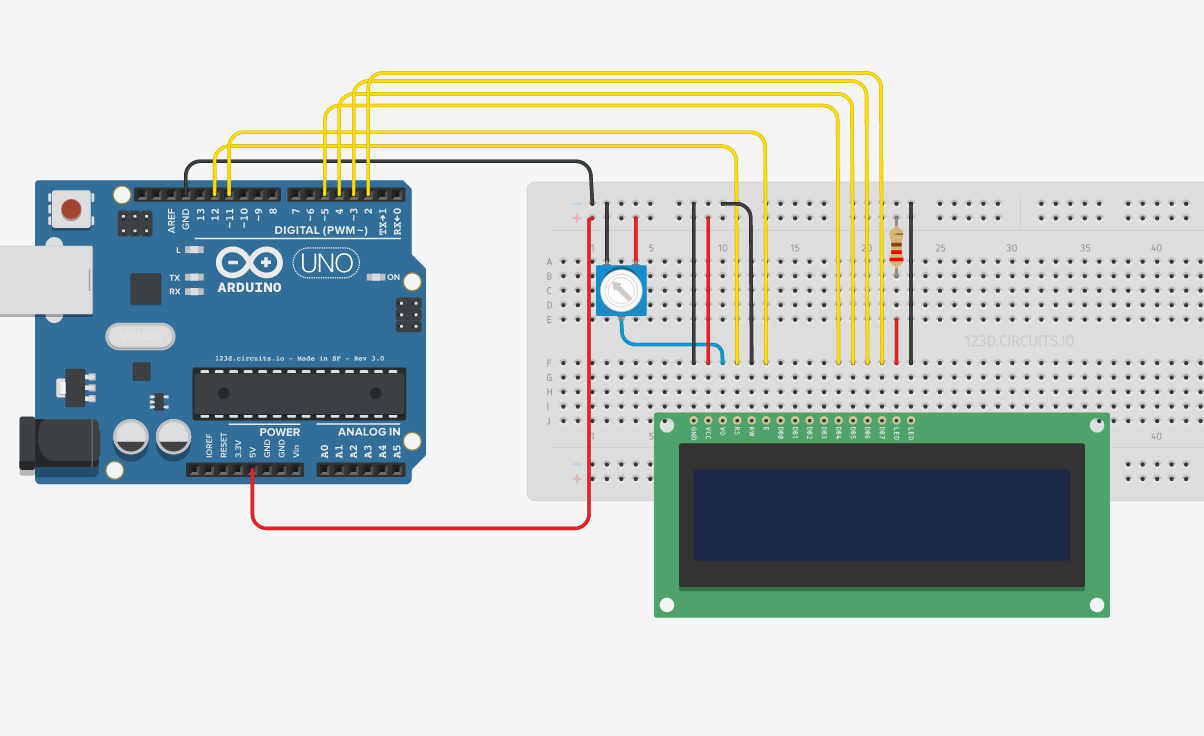 AREF
GND
13
12
~11
~10
~9
8
7
~6
~5
4
~3
2
TX→1
RX←0
DIGITAL (PWM~)
L
TX
RX
ARDUINO
UNO
ON
123d.circuits.io - Made in SF - Rev 3.0
POWER
ANALOG IN
IOREF
RESET
3.3V
5V
GND
GND
Vin
A0
A1
A2
A3
A4
A5
−
+
1
5
10
15
20
25
30
35
40
A
B
C
D
E
123D.CIRCUITS.IO
F
G
H
I
J
1
5
40
−
+
GND
VCC
VO
RS
RW
E
DB0
DB1
DB2
DB3
DB4
DB5
DB6
DB7
LED
LED